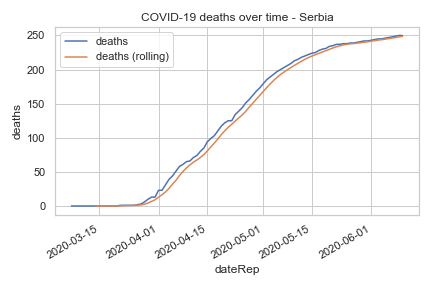 COVID-19 deaths over time - Serbia
deaths
deaths (rolling)
250
200
150
100
50
0
deaths
2020-03-15
2020-04-01
2020-04-15
2020-05-01
2020-05-15
2020-06-01
dateRep